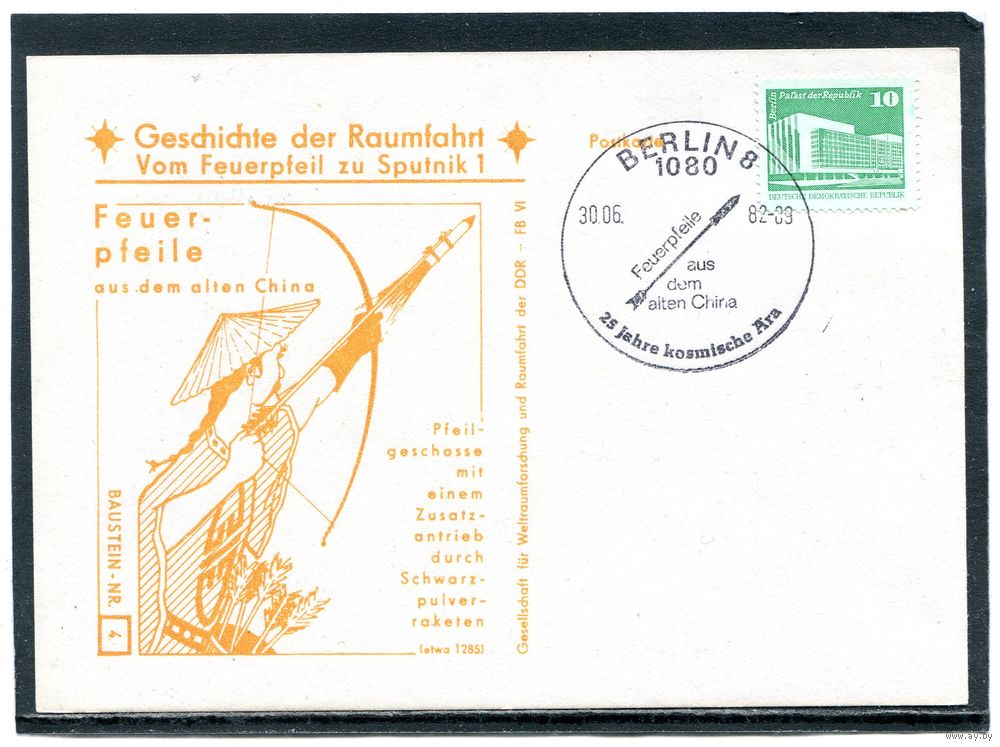 Geschichte der Raumfahrt
Vom Feuerpfeil zu Sputnik 1
Feuer-
pfeile
aus dem alten China
Pfeil-
geschosse
mit
einem
Zusatz-
antrieb
durch
Schwarz-
pulver-
raketen
(etwa 1285)
BAUSTEIN-NR.
4
Gesellschaft für Weltraumforschung und Raumfahrt der DDR - FB VI
Postkarte
BERLIN 8
1080
30.06.
82-09
Feuerpfeile
aus
dem
alten China
25 Jahre kosmische Ära
Berlin Palast der Republik
10
DEUTSCHE DEMOKRATISCHE REPUBLIK
www.ay.by